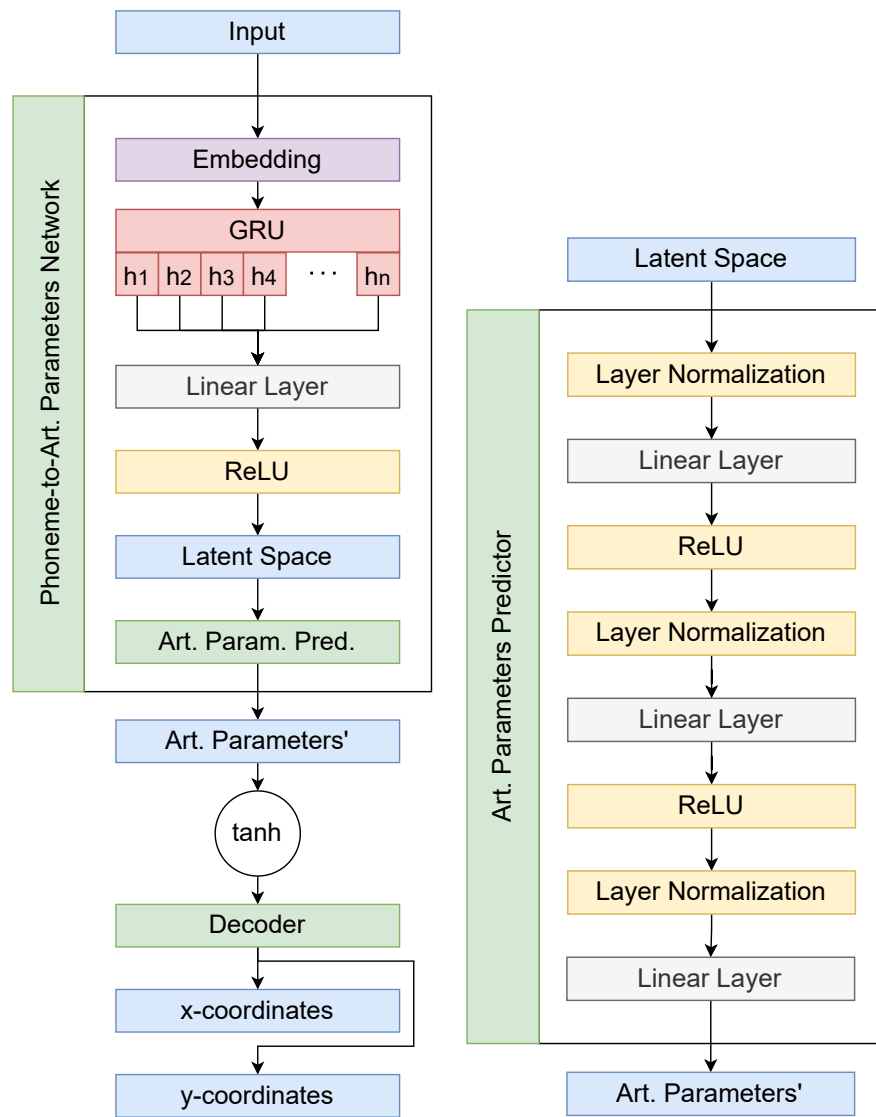 Input
Phoneme-to-Art. Parameters Network
Embedding
GRU
h1 h2 h3 h4 ··· hn
Linear Layer
ReLU
Latent Space
Art. Param. Pred.
Art. Parameters'
tanh
Decoder
x-coordinates
y-coordinates
Latent Space
Art. Parameters Predictor
Layer Normalization
Linear Layer
ReLU
Layer Normalization
Linear Layer
ReLU
Layer Normalization
Linear Layer
Art. Parameters'